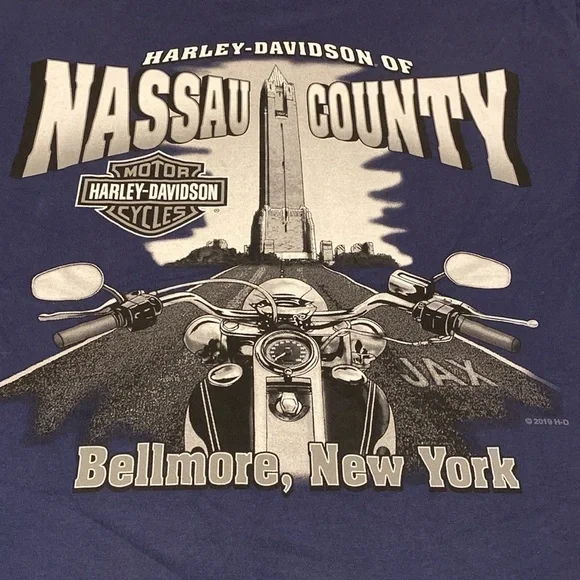 HARLEY-DAVIDSON OF
NASSAU COUNTY
MOTOR
HARLEY-DAVIDSON
CYCLES
JAX
© 2019 H-D
Bellmore, New York